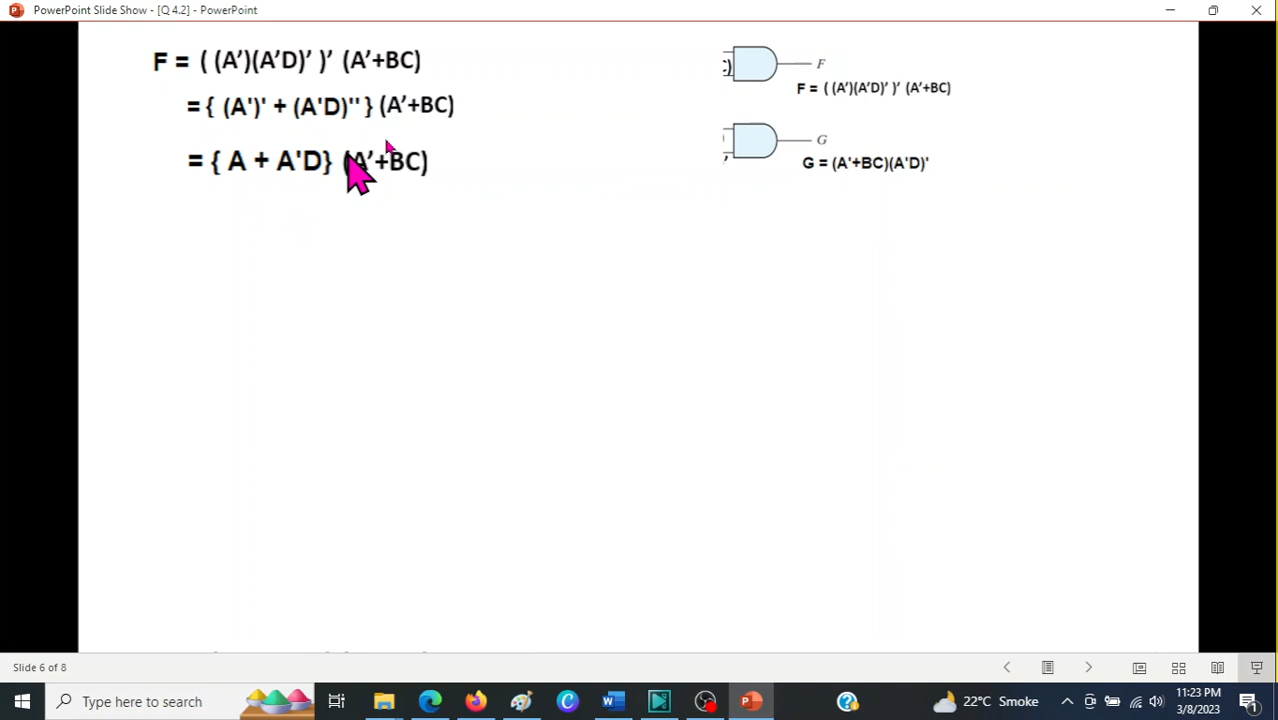 PowerPoint Slide Show - [Q 4.2] - PowerPoint
F = ( (A’)(A’D)’ )’ (A’+BC)
= { (A')' + (A'D)'' } (A’+BC)
= { A + A'D} (A’+BC)
F
F = ( (A’)(A’D)’ )’ (A’+BC)
G
G = (A'+BC)(A'D)'
Slide 6 of 8
Type here to search
22°C Smoke
11:23 PM
3/8/2023
1